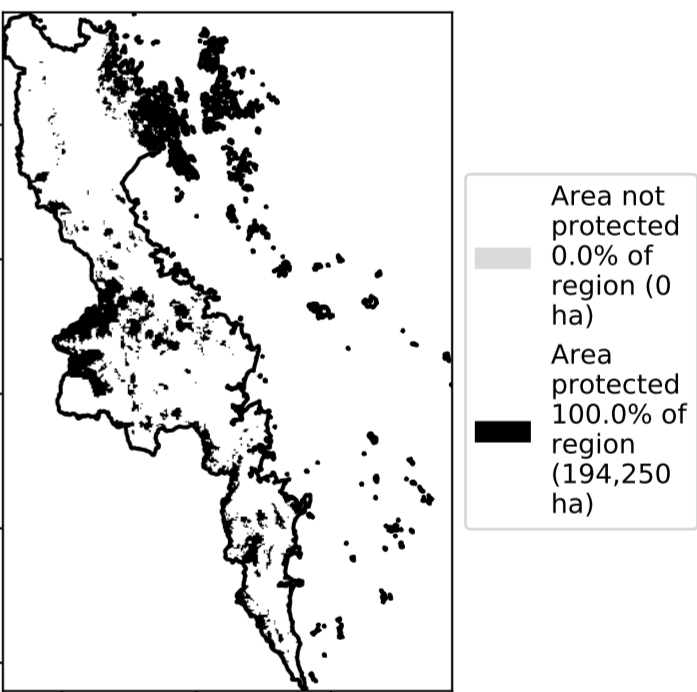 Area not
protected
0.0% of
region (0
ha)
Area
protected
100.0% of
region
(194,250
ha)